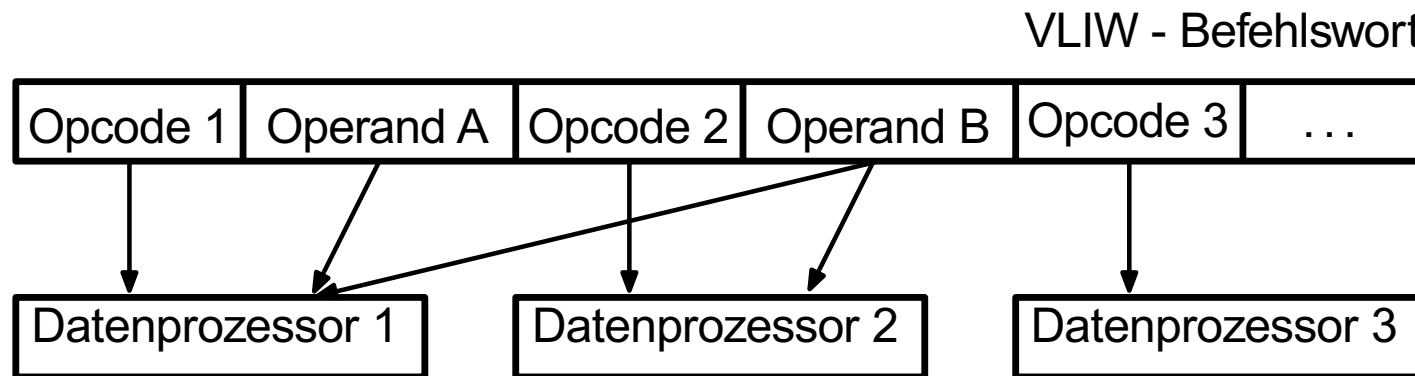 VLIW - Befehlswort
Opcode 1 Operand A Opcode 2 Operand B Opcode 3 ...
Datenprozessor 1 Datenprozessor 2 Datenprozessor 3